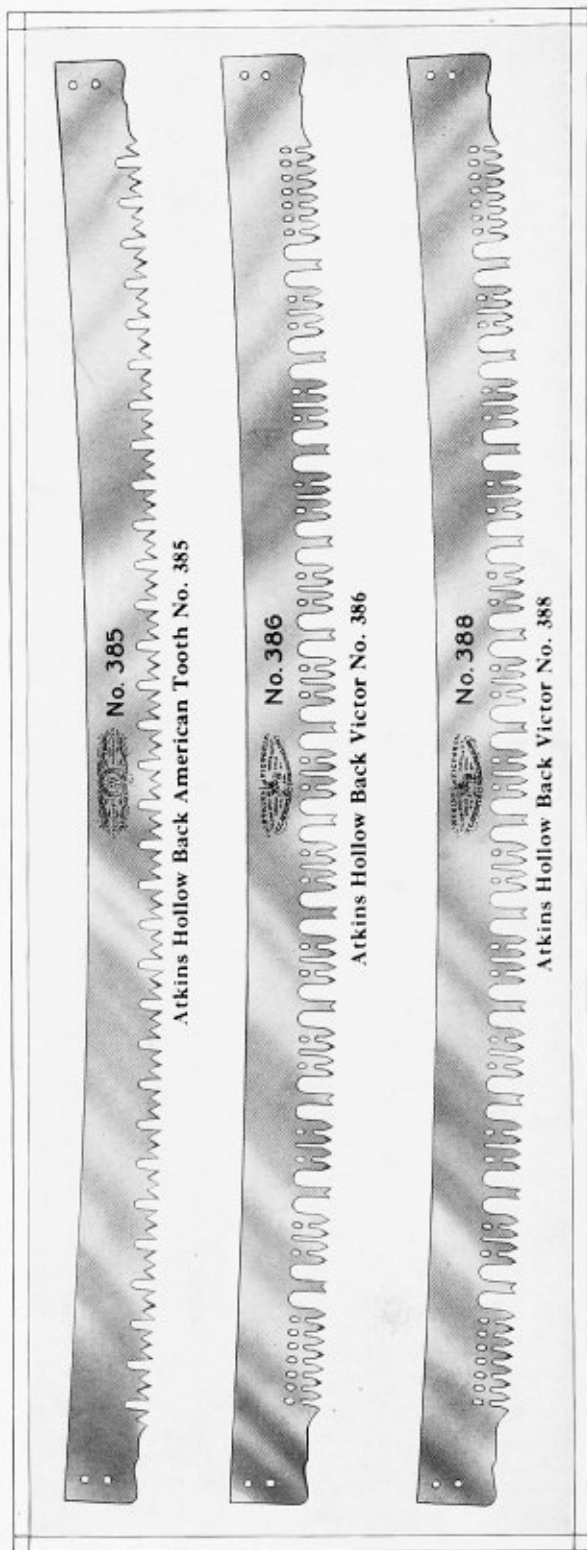 No. 385
Atkins Hollow Back American Tooth No. 385
No. 386
Atkins Hollow Back Victor No. 386
No. 388
Atkins Hollow Back Victor No. 388